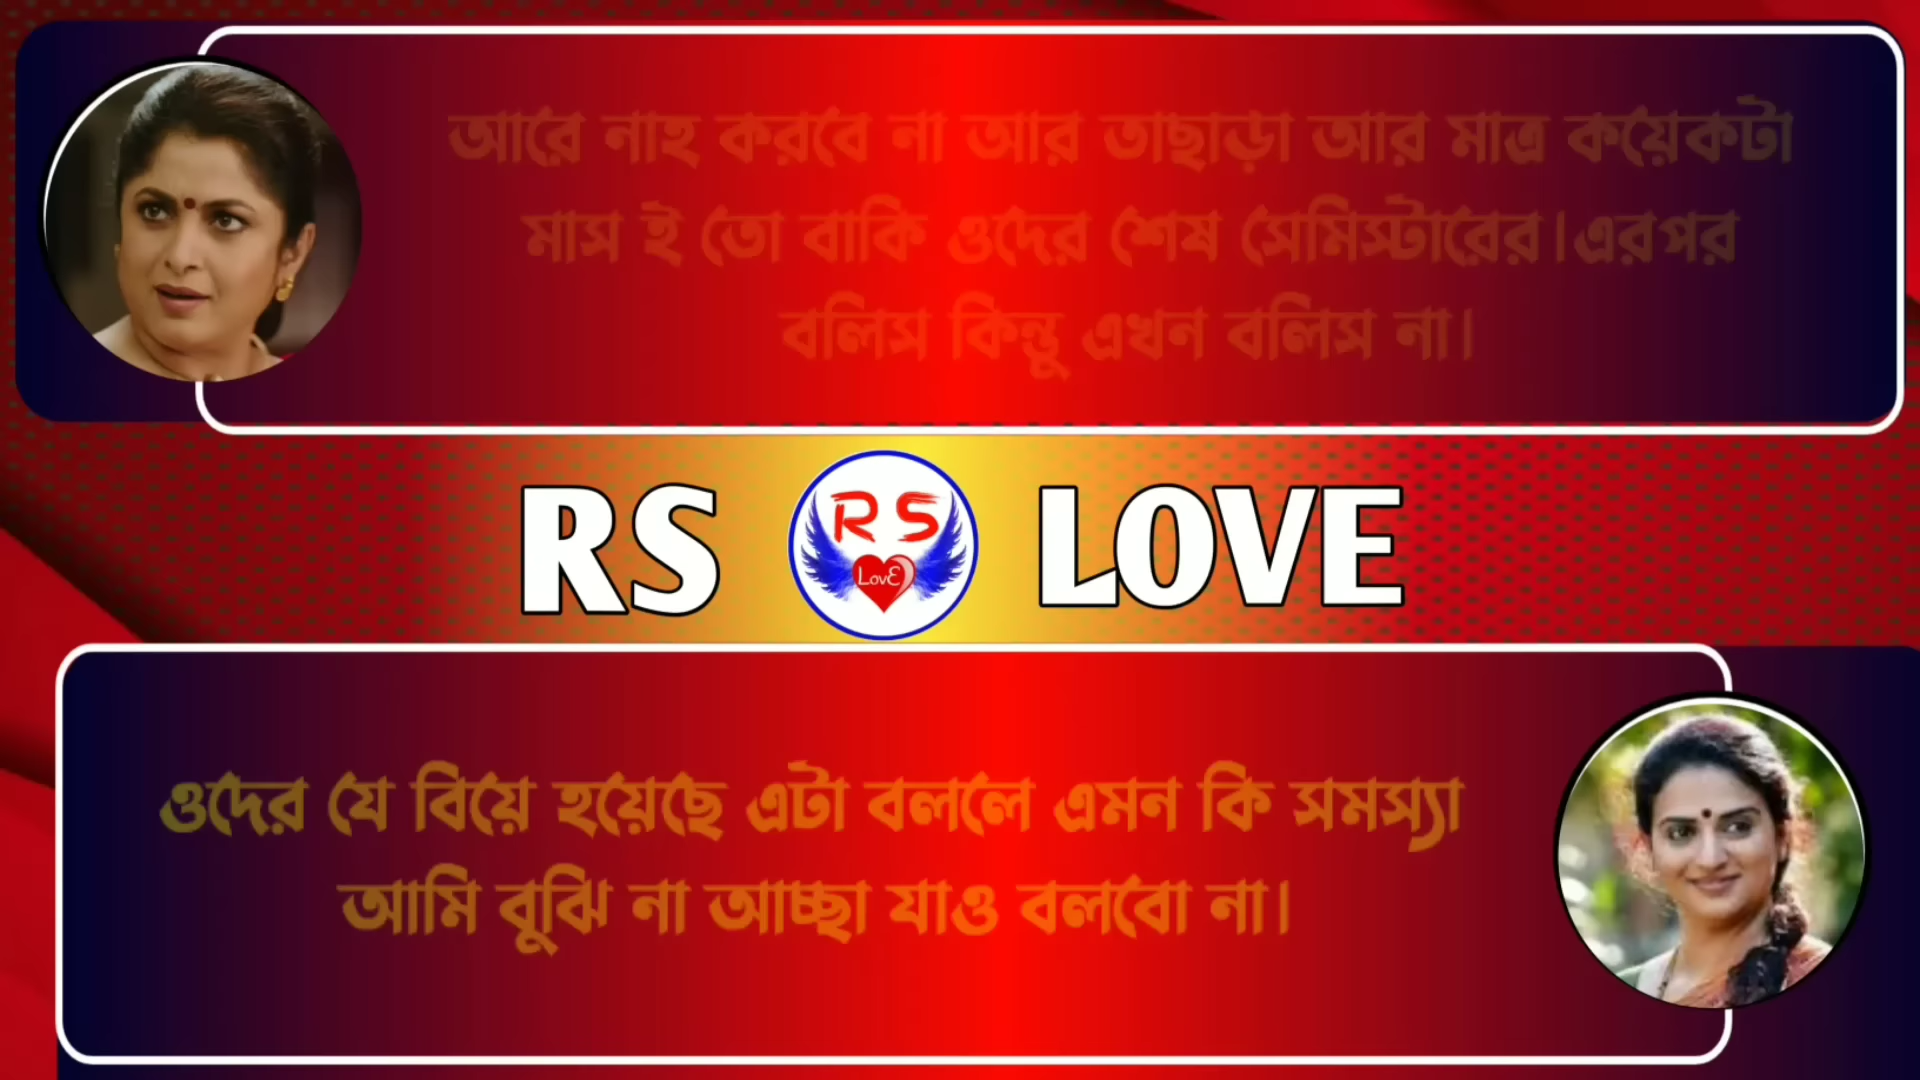 আরে নাহ করবে না আর তাছাড়া আর মাত্র কয়েকটা
মাস ই তো বাকি ওদের শেষ সেমিস্টারের।এরপর
বলিস কিন্তু এখন বলিস না।
RS LOVE
RS
LovE
ওদের যে বিয়ে হয়েছে এটা বললে এমন কি সমস্যা
আমি বুঝি না আচ্ছা যাও বলবো না।